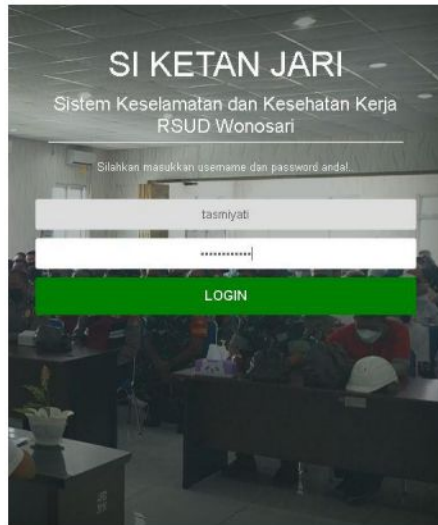 SI KETAN JARI
Sistem Keselamatan dan Kesehatan Kerja
RSUD Wonosari
Silahkan masukkan username dan password anda!.
tasmiyati
••••••••••••
LOGIN